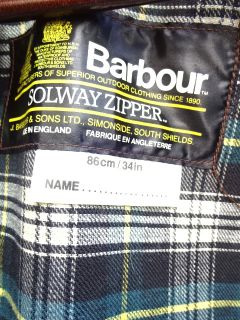 Barbour
OF SUPERIOR OUTDOOR CLOTHING SINCE 1890.
SOLWAY ZIPPER
J. & SONS LTD., SIMONSIDE, SOUTH SHIELDS.
IN ENGLAND FABRIQUE EN ANGLETERRE
86cm/34in
NAME....................